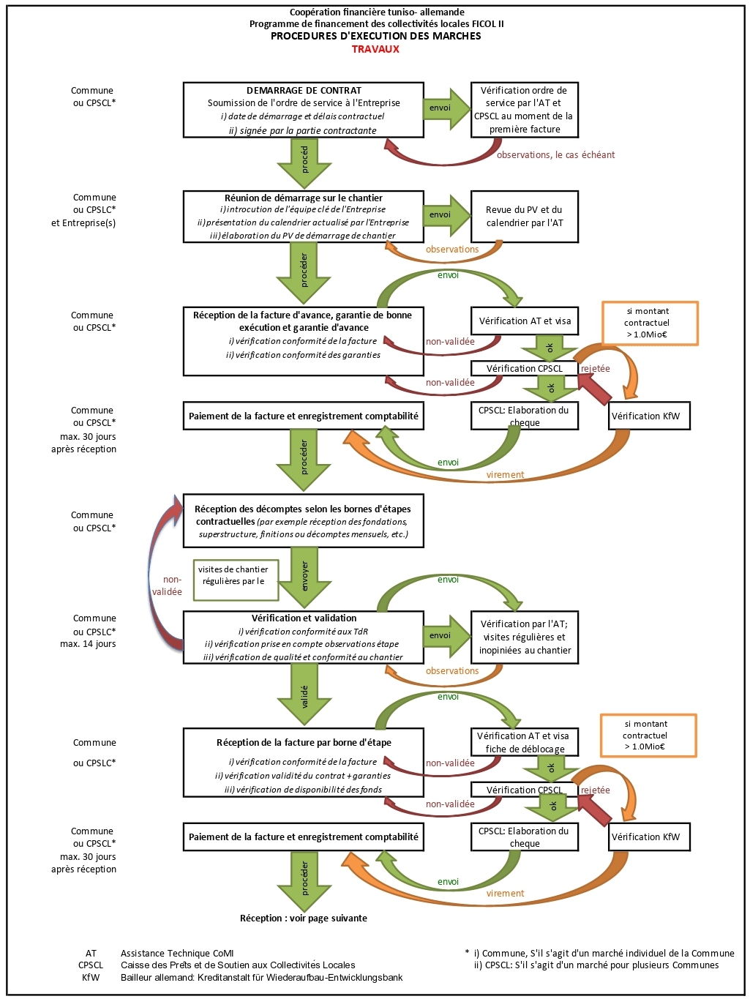 Coopération financière tuniso- allemande
Programme de financement des collectivités locales FICOL II
PROCEDURES D'EXECUTION DES MARCHES
TRAVAUX
Commune
ou CPSCL*
DEMARRAGE DE CONTRAT
Soumission de l'ordre de service à l'Entreprise
i) date de démarrage et délais contractuel
ii) signée par la partie contractante
envoi
Vérification ordre de
service par l'AT et
CPSCL au moment de la
première facture
observations, le cas échéant
procéd
Commune
ou CPSLC*
et Entreprise(s)
Réunion de démarrage sur le chantier
i) introcution de l'équipe clé de l'Entreprise
ii) présentation du calendrier actualisé par l'Entreprise
iii) élaboration du PV de démarrage de chantier
envoi
Revue du PV et du
calendrier par l'AT
observations
procéder
envoi
Commune
ou CPSCL*
Réception de la facture d'avance, garantie de bonne
exécution et garantie d'avance
i) vérification conformité de la facture
ii) vérification conformité des garanties
Vérification AT et visa
non-validée
ok
si montant
contractuel
> 1.0Mio€
Vérification CPSCL
rejetée
non-validée
ok
Commune
ou CPSCL*
max. 30 jours
après réception
Paiement de la facture et enregistrement comptabilité
CPSCL: Elaboration du
cheque
Vérification KfW
procéder
envoi
virement
Commune
ou CPSCL*
Réception des décomptes selon les bornes d'étapes
contractuelles (par exemple réception des fondations,
superstructure, finitions ou décomptes mensuels, etc.)
non-
validée
visites de chantier
régulières par le
envoyer
envoi
Commune
ou CPSLC*
max. 14 jours
Vérification et validation
i) vérification conformité aux TdR
ii) vérification prise en compte observations étape
iii) vérification de qualité et conformité au chantier
envoi
Vérification par l'AT;
visites régulières et
inopiniées au chantier
observations
validé
envoi
Commune
ou CPSLC*
Réception de la facture par borne d'étape
i) vérification conformité de la facture
ii) vérification validité du contrat + garanties
iii) vérification de disponibilité des fonds
Vérification AT et visa
fiche de déblocage
non-validée
ok
si montant
contractuel
> 1.0Mio€
Vérification CPSCL
rejetée
non-validée
ok
Commune
ou CPSCL*
max. 30 jours
après réception
Paiement de la facture et enregistrement comptabilité
CPSCL: Elaboration du
cheque
Vérification KfW
procéder
envoi
virement
Réception : voir page suivante
AT Assistance Technique CoMI
CPSCL Caisse des Prêts et de Soutien aux Collectivités Locales
KfW Bailleur allemand: Kreditanstalt für Wiederaufbau-Entwicklungsbank
* i) Commune, S'il s'agit d'un marché individuel de la Commune
ii) CPSCL: S'il s'agit d'un marché pour plusieurs Communes